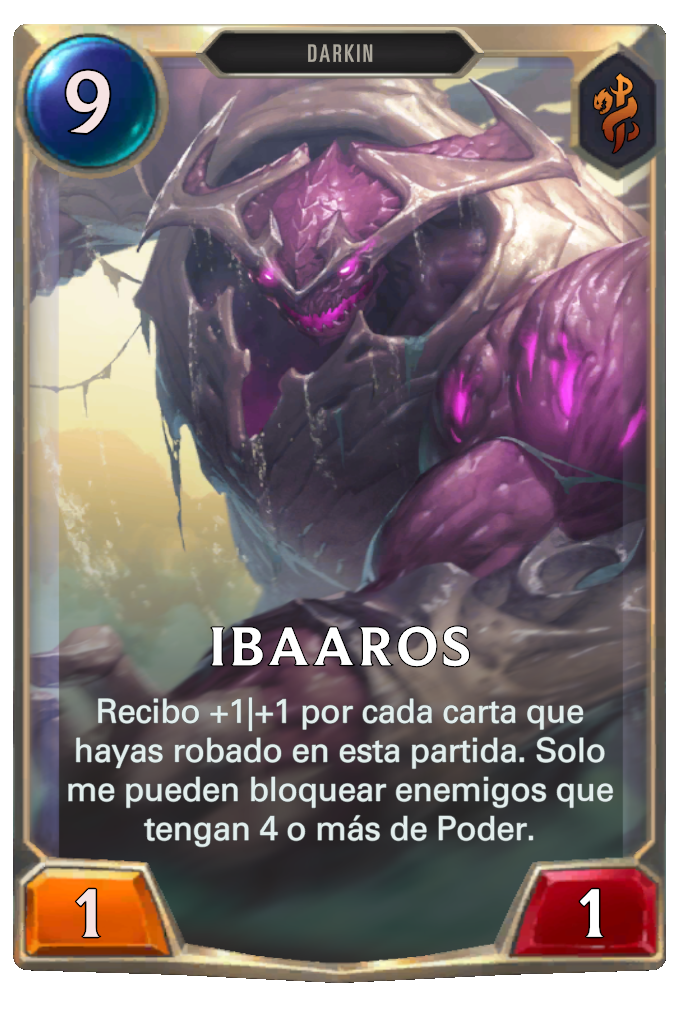 DARKIN
9
IBAAROS
Recibo +1|+1 por cada carta que
hayas robado en esta partida. Solo
me pueden bloquear enemigos que
tengan 4 o más de Poder.
1
1